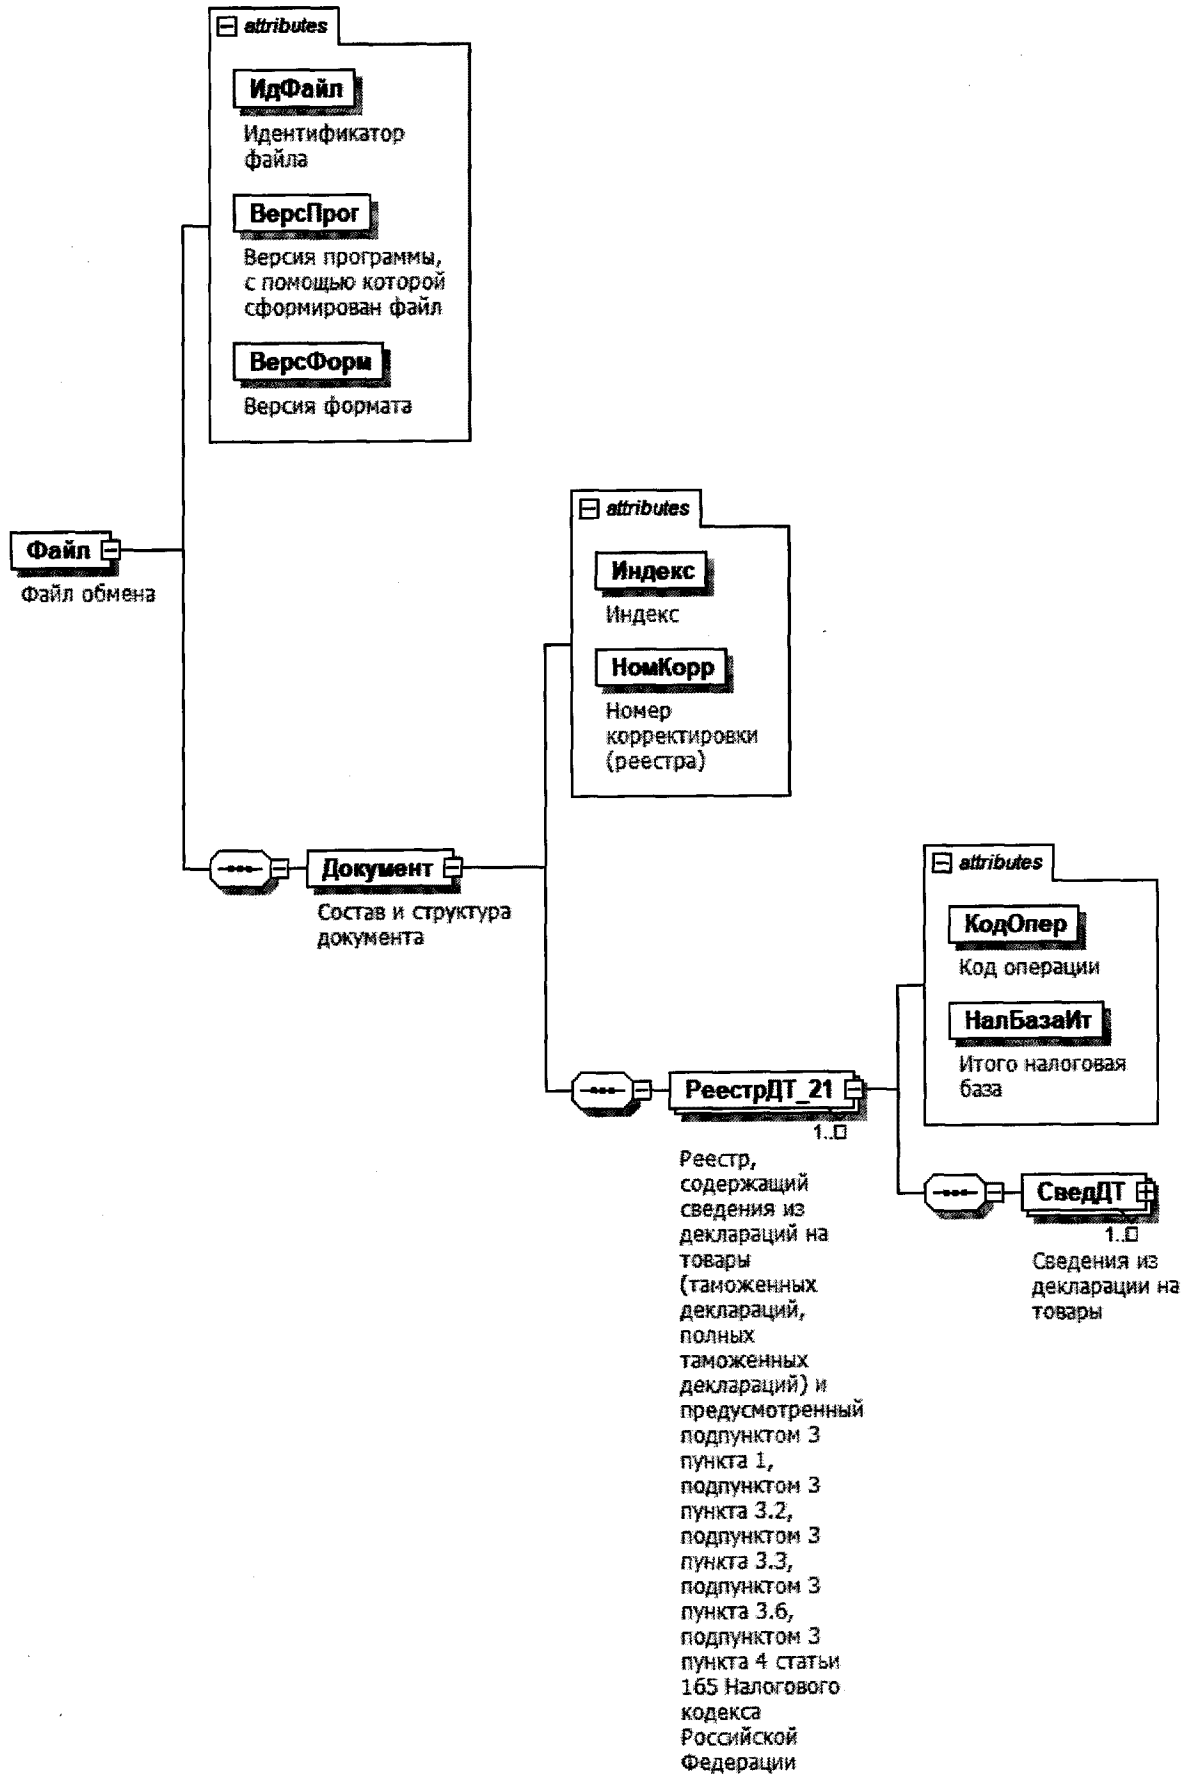 attributes
ИдФайл
Идентификатор
файла
ВерсПрог
Версия программы,
с помощью которой
сформирован файл
ВерсФорм
Версия формата
Файл
Файл обмена
attributes
Индекс
Индекс
НомКорр
Номер
корректировки
(реестра)
Документ
Состав и структура
документа
attributes
КодОпер
Код операции
НалБазаИт
Итого налоговая
база
РеестрДТ_21
1..□
Реестр,
содержащий
сведения из
деклараций на
товары
(таможенных
деклараций,
полных
таможенных
деклараций) и
предусмотренный
подпунктом 3
пункта 1,
подпунктом 3
пункта 3.2,
подпунктом 3
пункта 3.3,
подпунктом 3
пункта 3.6,
подпунктом 3
пункта 4 статьи
165 Налогового
кодекса
Российской
Федерации
СведДТ
1..□
Сведения из
декларации на
товары